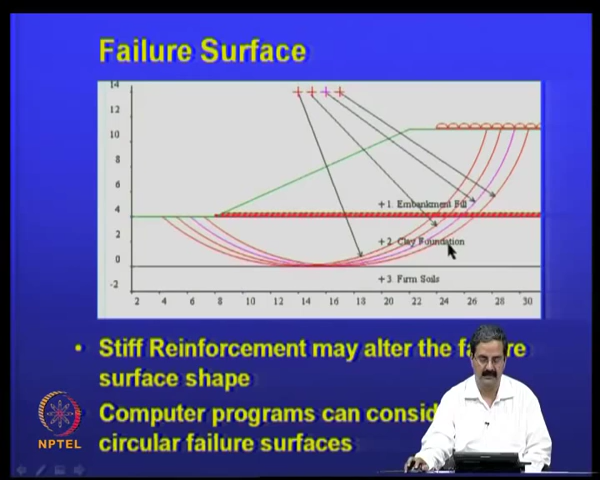 Failure Surface
14
12
10
8
6
4
2
0
-2
+ 1. Embankment Fill
+ 2. Clay Foundation
+ 3. Firm Soils
2 4 6 8 10 12 14 16 18 20 22 24 26 28 30
• Stiff Reinforcement may alter the
surface shape
Computer programs can
circular failure surfaces
NPTEL